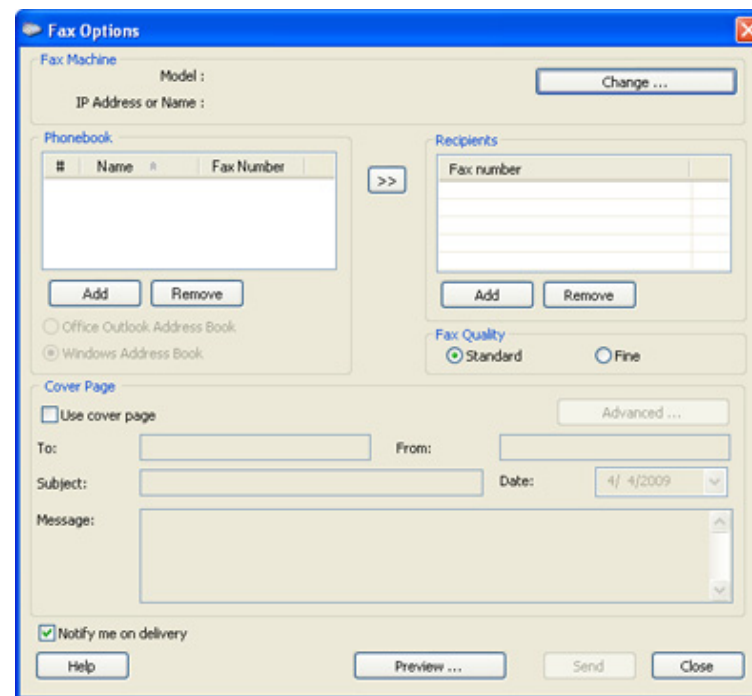 Fax Options
Fax Machine
Model :
Change ...
IP Address or Name :
Phonebook
# Name Fax Number
>>
Add Remove
Office Outlook Address Book
Windows Address Book
Recipients
Fax number
Add Remove
Fax Quality
Standard Fine
Cover Page
Use cover page Advanced ...
To: From:
Subject: Date: 4/ 4/2009
Message:
Notify me on delivery
Help Preview ... Send Close